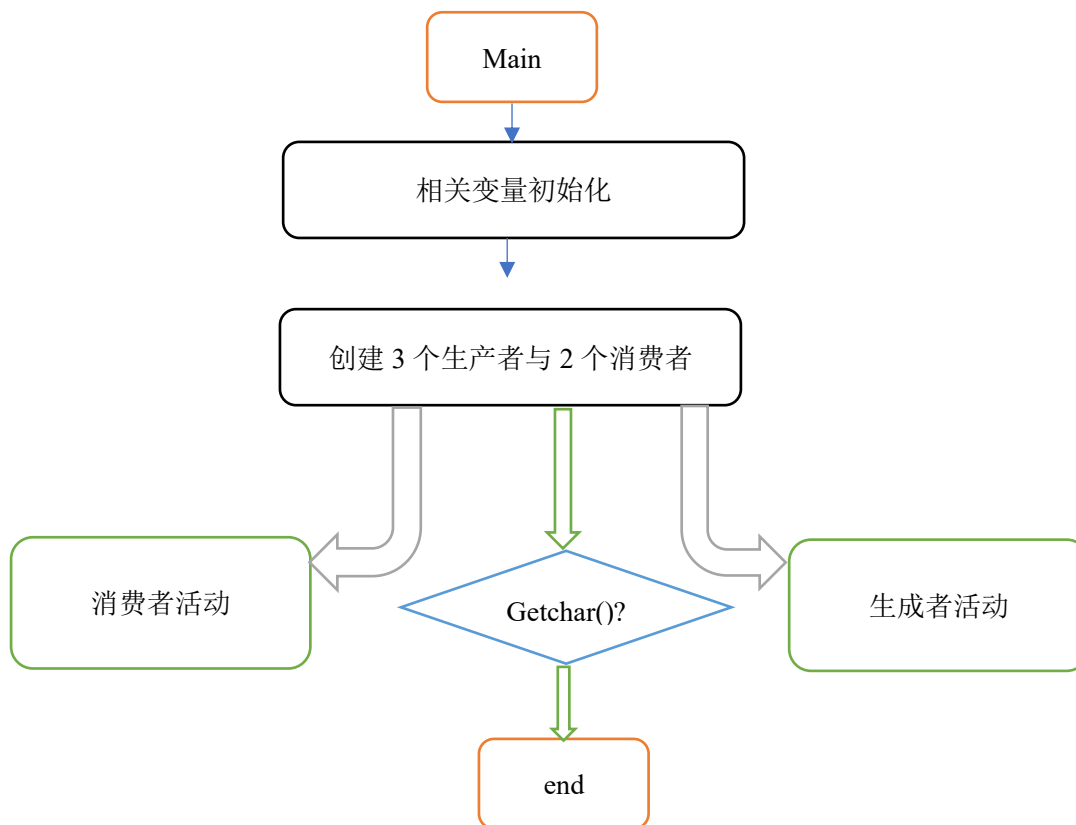 Main
相关变量初始化
创建 3 个生产者与 2 个消费者
消费者活动
Getchar()?
生成者活动
end